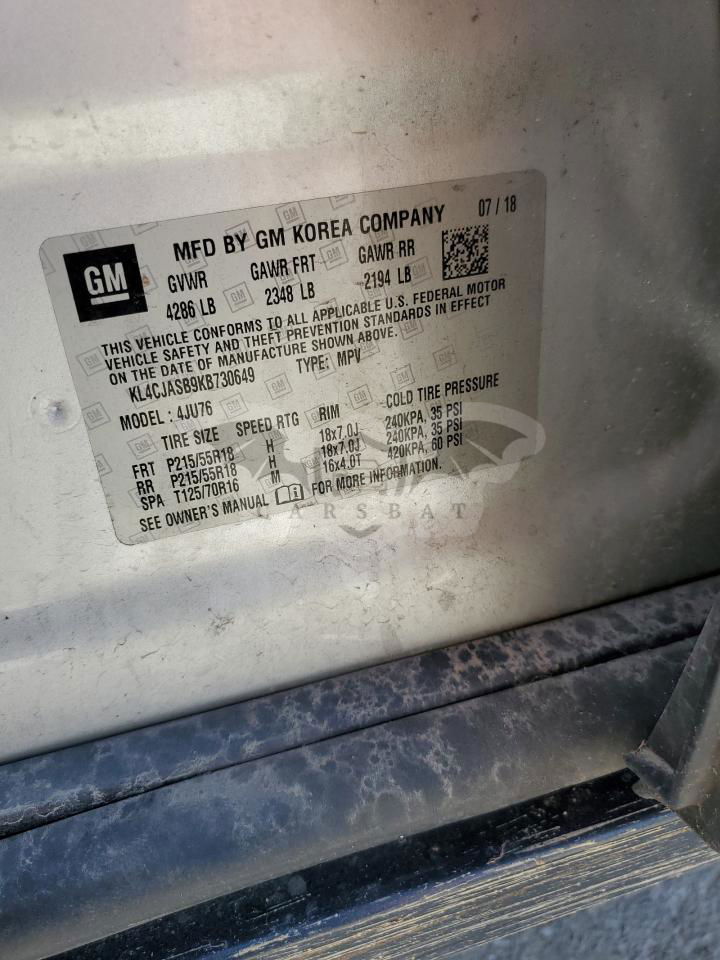 GM
MFD BY GM KOREA COMPANY 07 / 18
GVWR GAWR FRT GAWR RR
4286 LB 2348 LB 2194 LB
THIS VEHICLE CONFORMS TO ALL APPLICABLE U.S. FEDERAL MOTOR
VEHICLE SAFETY AND THEFT PREVENTION STANDARDS IN EFFECT
ON THE DATE OF MANUFACTURE SHOWN ABOVE.
KL4CJASB9KB730649 TYPE: MPV
MODEL : 4JU76
TIRE SIZE SPEED RTG RIM COLD TIRE PRESSURE
FRT P215/55R18 H 18x7.0J 240KPA, 35 PSI
RR P215/55R18 H 18x7.0J 240KPA, 35 PSI
SPA T125/70R16 M 16x4.0T 420KPA, 60 PSI
SEE OWNER'S MANUAL FOR MORE INFORMATION.
CARSBAT